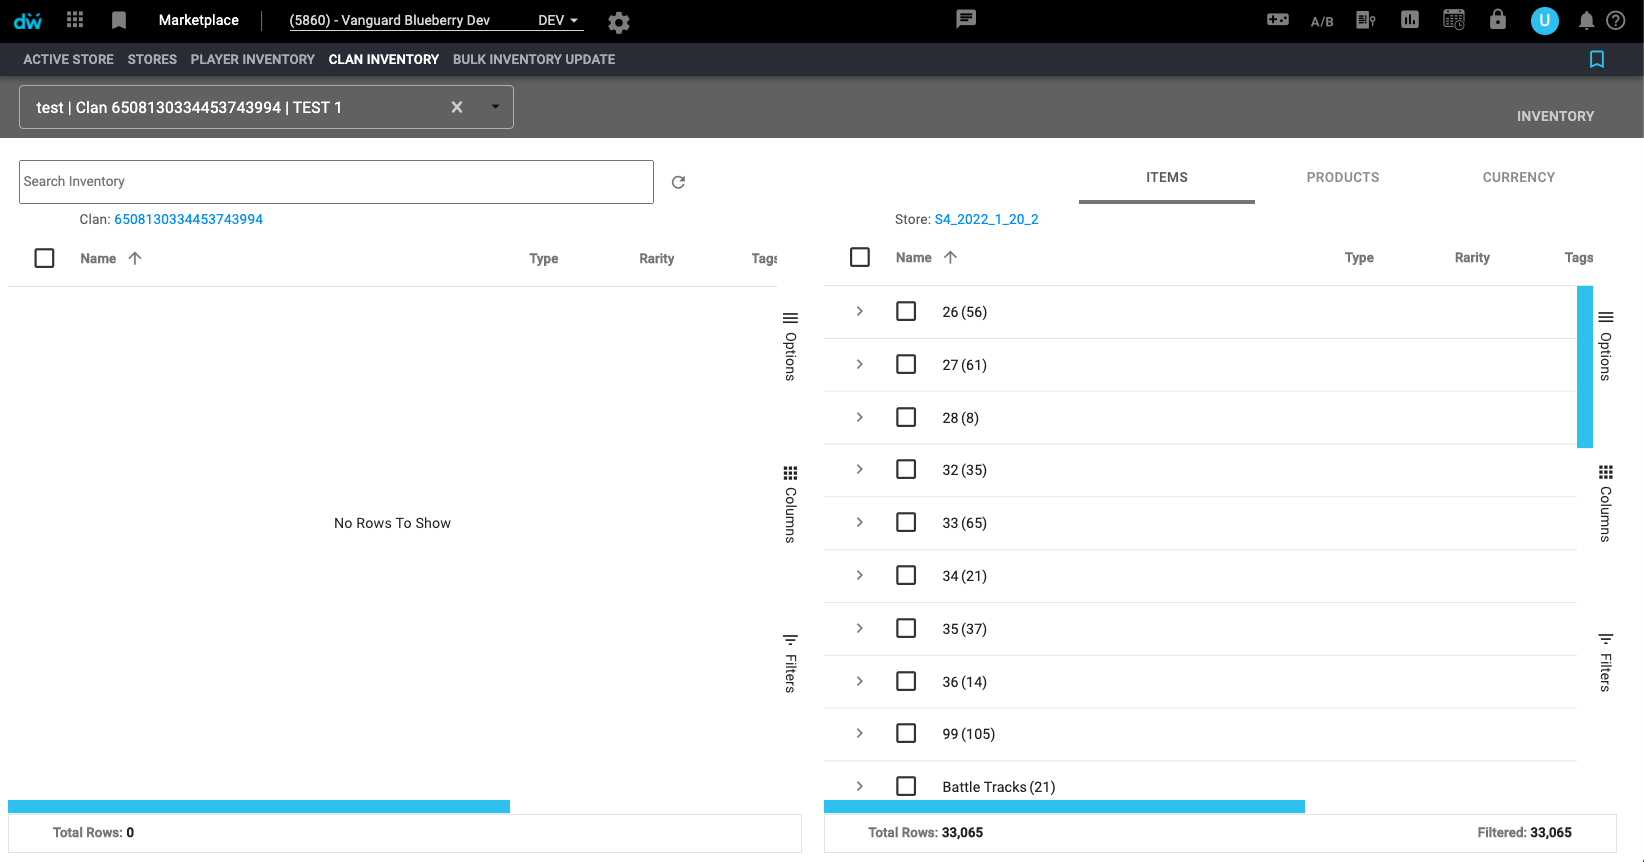 dw Marketplace (5860) - Vanguard Blueberry Dev DEV A/B U
ACTIVE STORE STORES PLAYER INVENTORY CLAN INVENTORY BULK INVENTORY UPDATE
test | Clan 6508130334453743994 | TEST 1
INVENTORY
Search Inventory
ITEMS PRODUCTS CURRENCY
Clan: 6508130334453743994
Store: S4_2022_1_20_2
Name Type Rarity Tags
Name Type Rarity Tags
No Rows To Show
Options
Columns
Filters
26 (56)
27 (61)
28 (8)
32 (35)
33 (65)
34 (21)
35 (37)
36 (14)
99 (105)
Battle Tracks (21)
Options
Columns
Filters
Total Rows: 0
Total Rows: 33,065
Filtered: 33,065